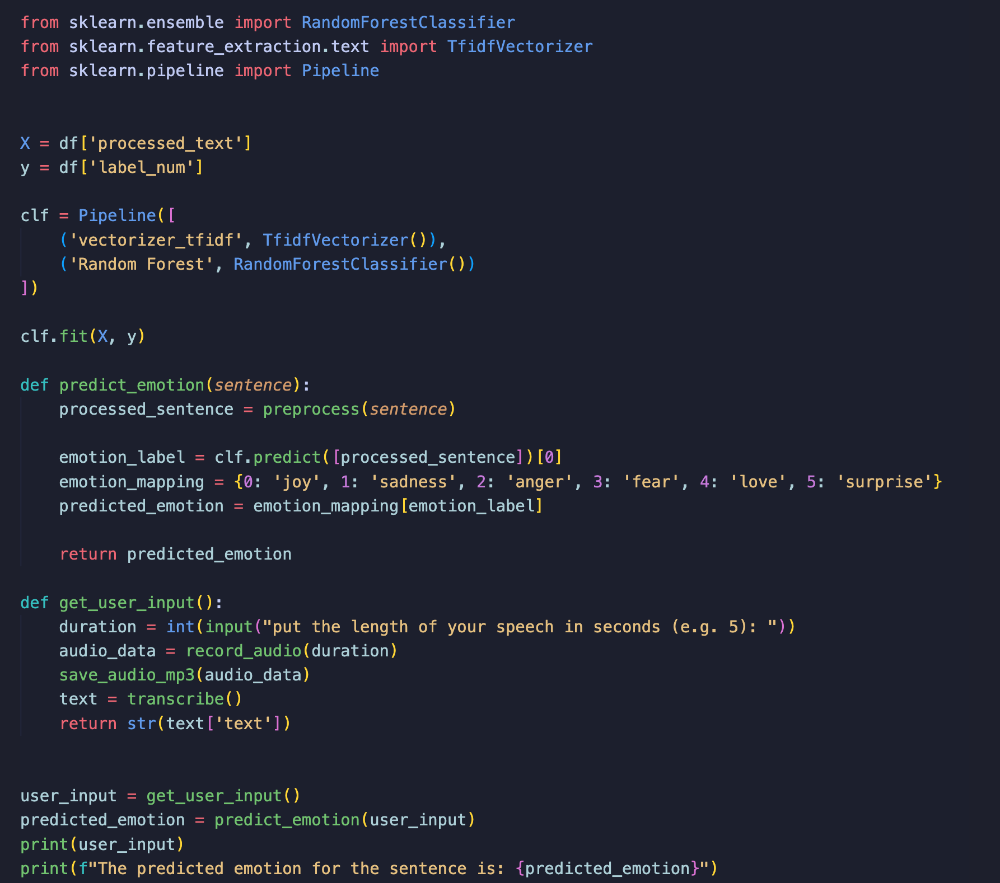 from sklearn.ensemble import RandomForestClassifier
from sklearn.feature_extraction.text import TfidfVectorizer
from sklearn.pipeline import Pipeline
X = df['processed_text']
y = df['label_num']
clf = Pipeline([
    ('vectorizer_tfidf', TfidfVectorizer()),
    ('Random Forest', RandomForestClassifier())
])
clf.fit(X, y)
def predict_emotion(sentence):
    processed_sentence = preprocess(sentence)
    emotion_label = clf.predict([processed_sentence])[0]
    emotion_mapping = {0: 'joy', 1: 'sadness', 2: 'anger', 3: 'fear', 4: 'love', 5: 'surprise'}
    predicted_emotion = emotion_mapping[emotion_label]
    return predicted_emotion
def get_user_input():
    duration = int(input("put the length of your speech in seconds (e.g. 5): "))
    audio_data = record_audio(duration)
    save_audio_mp3(audio_data)
    text = transcribe()
    return str(text['text'])
user_input = get_user_input()
predicted_emotion = predict_emotion(user_input)
print(user_input)
print(f"The predicted emotion for the sentence is: {predicted_emotion}")